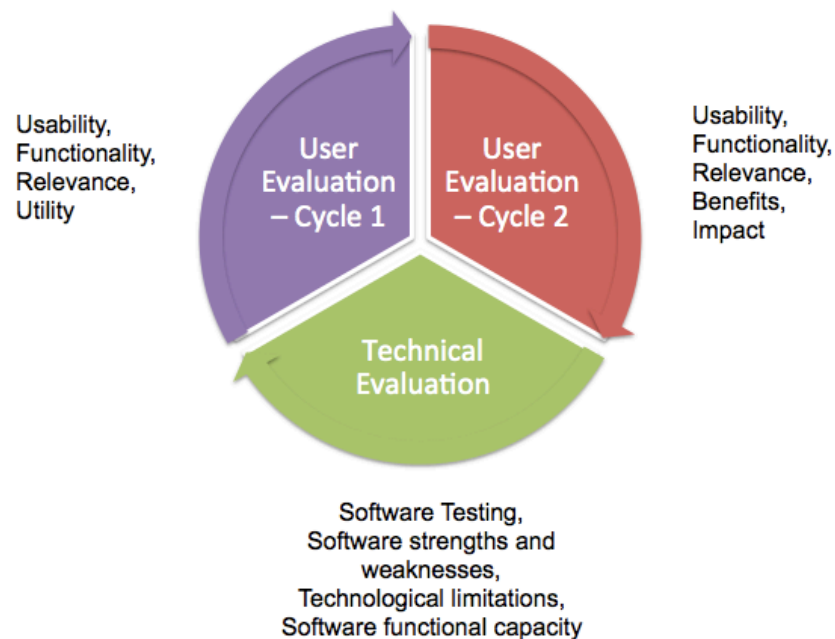 Usability,
Functionality,
Relevance,
Utility
User
Evaluation
– Cycle 1
User
Evaluation
– Cycle 2
Usability,
Functionality,
Relevance,
Benefits,
Impact
Technical
Evaluation
Software Testing,
Software strengths and
weaknesses,
Technological limitations,
Software functional capacity